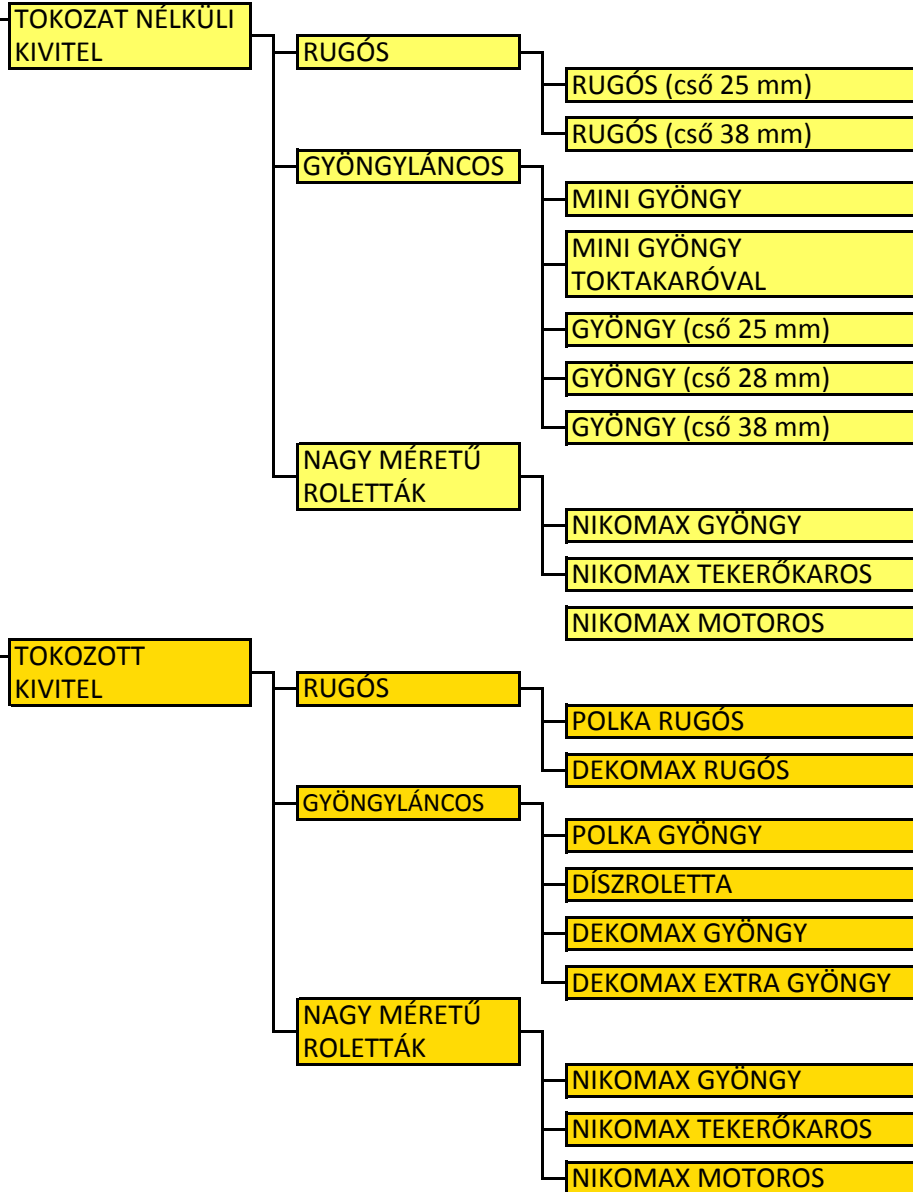 TOKOZAT NÉLKÜLI
KIVITEL
RUGÓS
RUGÓS (cső 25 mm)
RUGÓS (cső 38 mm)
GYÖNGYLÁNCOS
MINI GYÖNGY
MINI GYÖNGY
TOKTAKARÓVAL
GYÖNGY (cső 25 mm)
GYÖNGY (cső 28 mm)
GYÖNGY (cső 38 mm)
NAGY MÉRETŰ
ROLETTÁK
NIKOMAX GYÖNGY
NIKOMAX TEKERŐKAROS
NIKOMAX MOTOROS
TOKOZOTT
KIVITEL
RUGÓS
POLKA RUGÓS
DEKOMAX RUGÓS
GYÖNGYLÁNCOS
POLKA GYÖNGY
DÍSZROLETTA
DEKOMAX GYÖNGY
DEKOMAX EXTRA GYÖNGY
NAGY MÉRETŰ
ROLETTÁK
NIKOMAX GYÖNGY
NIKOMAX TEKERŐKAROS
NIKOMAX MOTOROS